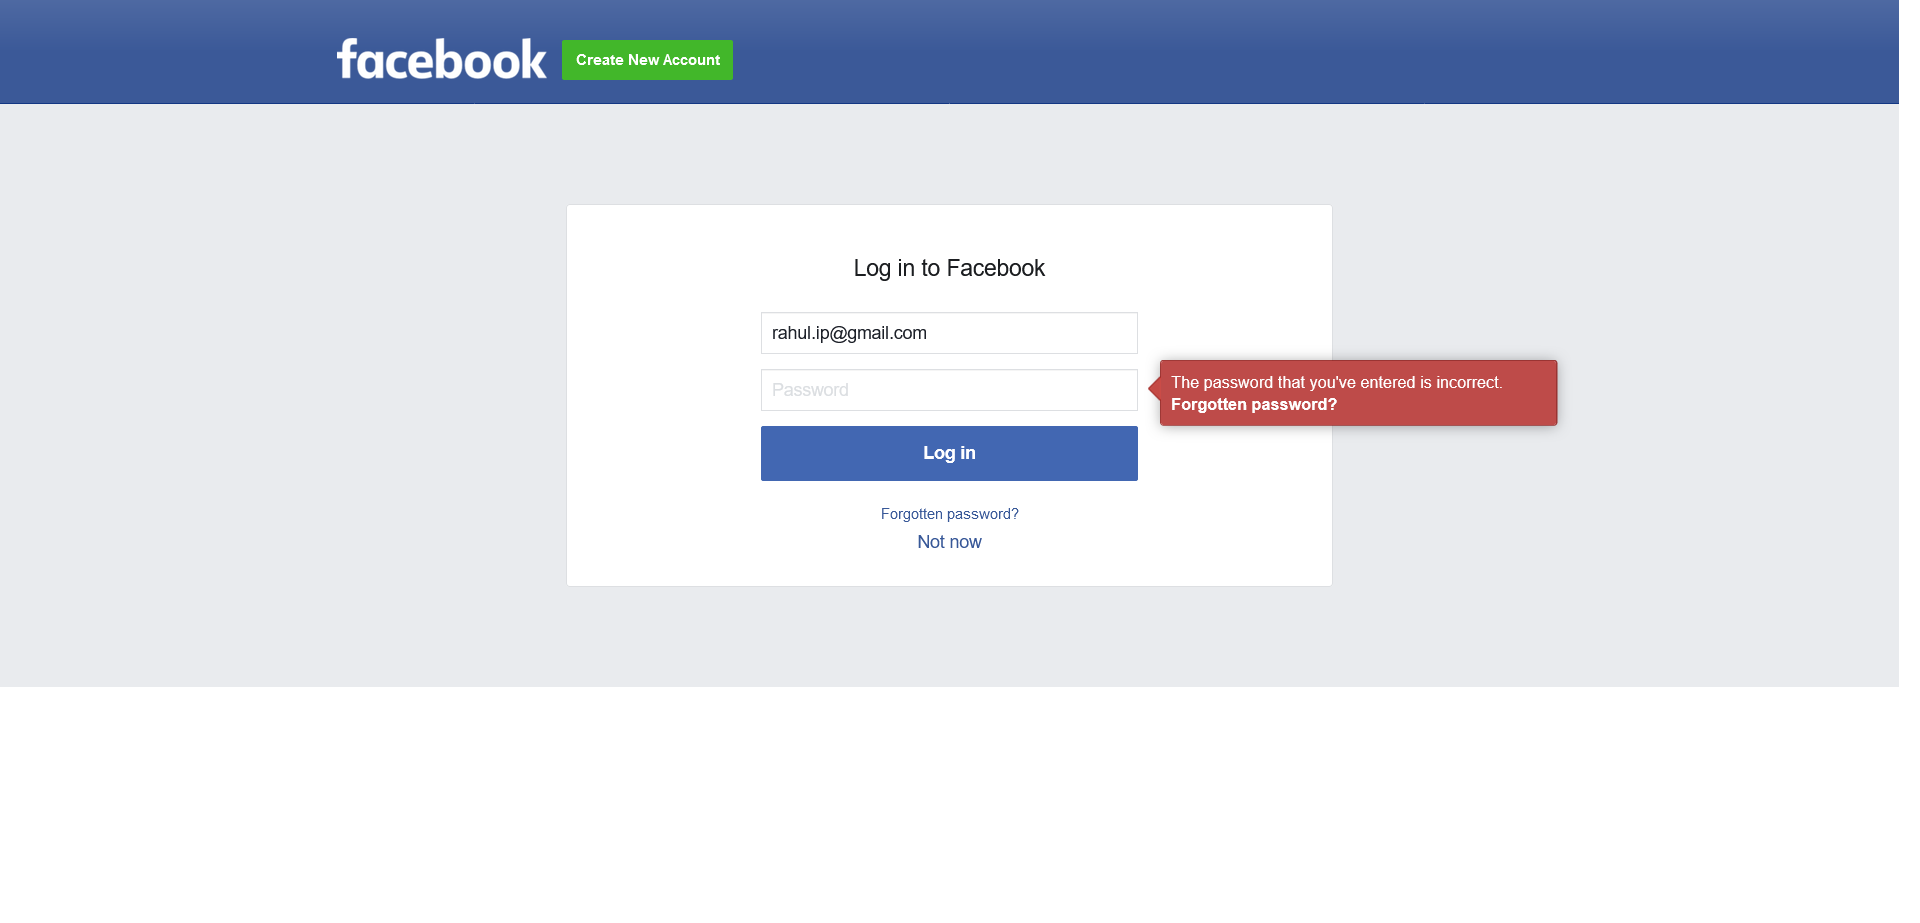 facebook
Create New Account
Log in to Facebook
rahul.ip@gmail.com
Password
The password that you've entered is incorrect.
Forgotten password?
Log in
Forgotten password?
Not now